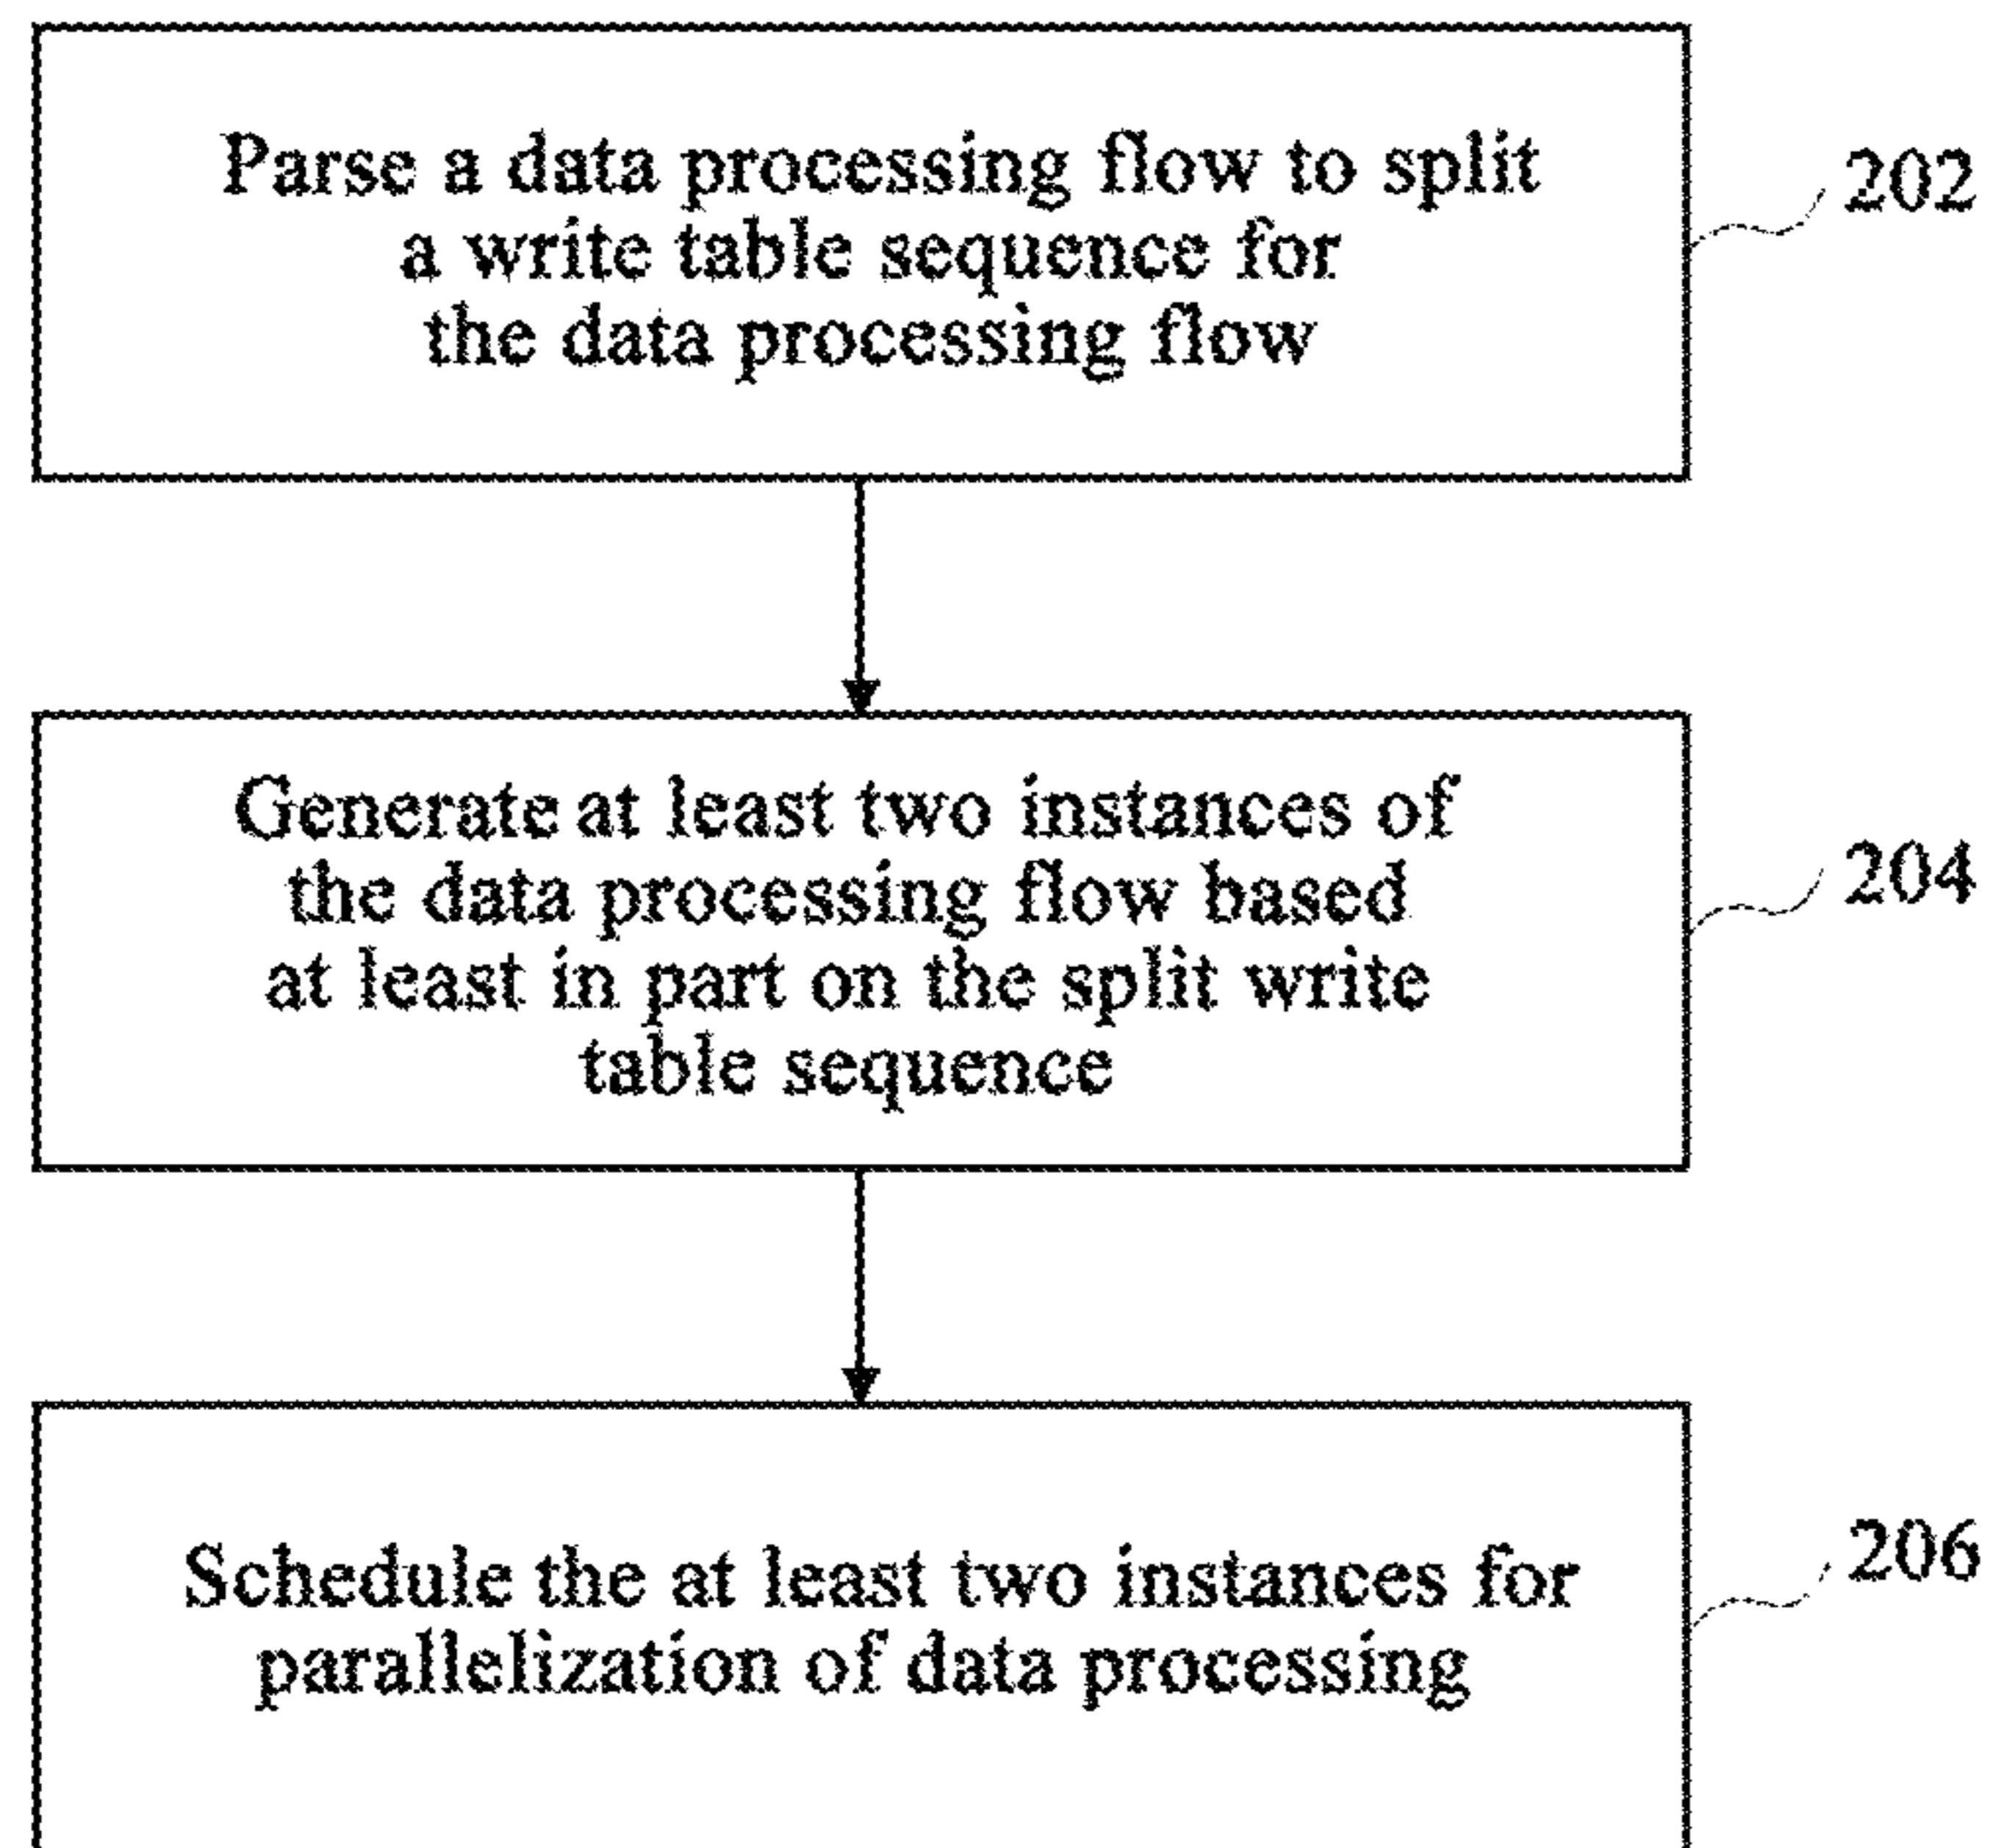 Parse a data processing flow to split
a write table sequence for
the data processing flow
202
Generate at least two instances of
the data processing flow based
at least in part on the split write
table sequence
204
Schedule the at least two instances for
parallelization of data processing
206